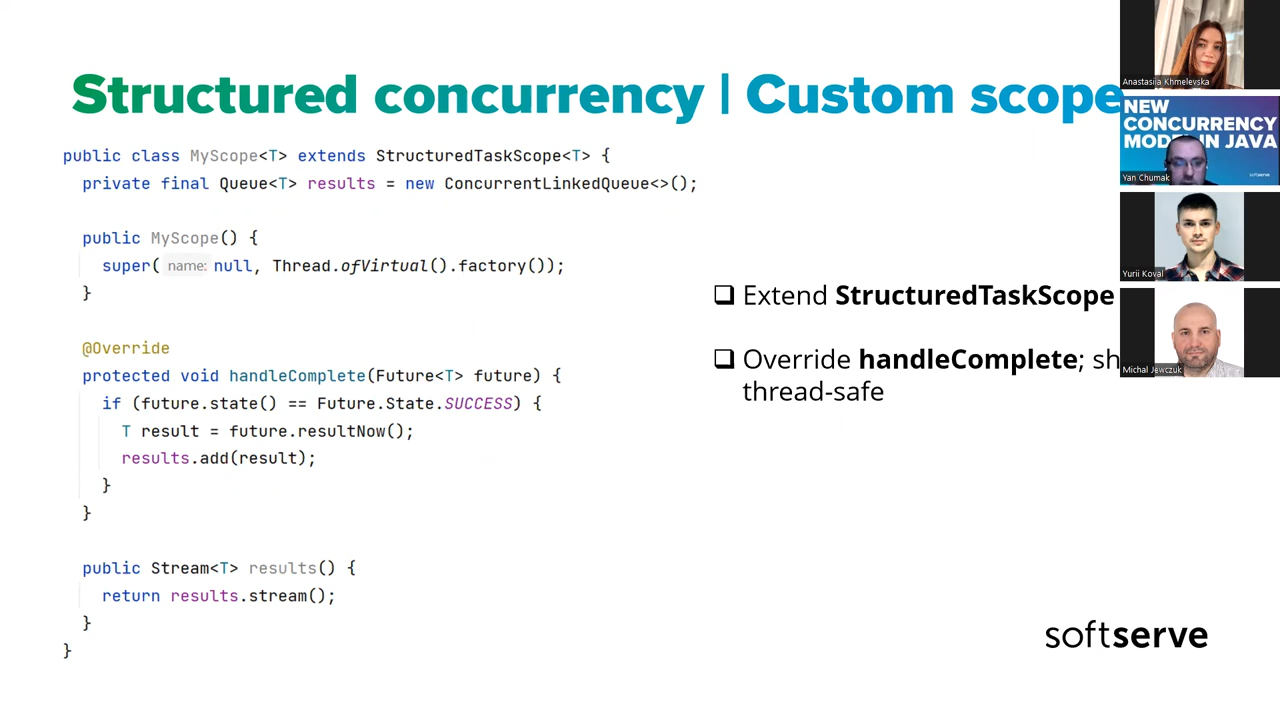 Structured concurrency | Custom scope
public class MyScope<T> extends StructuredTaskScope<T> {
private final Queue<T> results = new ConcurrentLinkedQueue<>();
public MyScope() {
super( name: null, Thread.ofVirtual().factory());
}
@Override
protected void handleComplete(Future<T> future) {
if (future.state() == Future.State.SUCCESS) {
T result = future.resultNow();
results.add(result);
}
}
public Stream<T> results() {
return results.stream();
}
}
Extend StructuredTaskScope
Override handleComplete; sh
thread-safe
softserve
Anastasiia Khmelevska
NEW
CONCURRENCY
IN JAVA
softserve
Yan Chumak
Yurii Koval
Michal Jewczuk